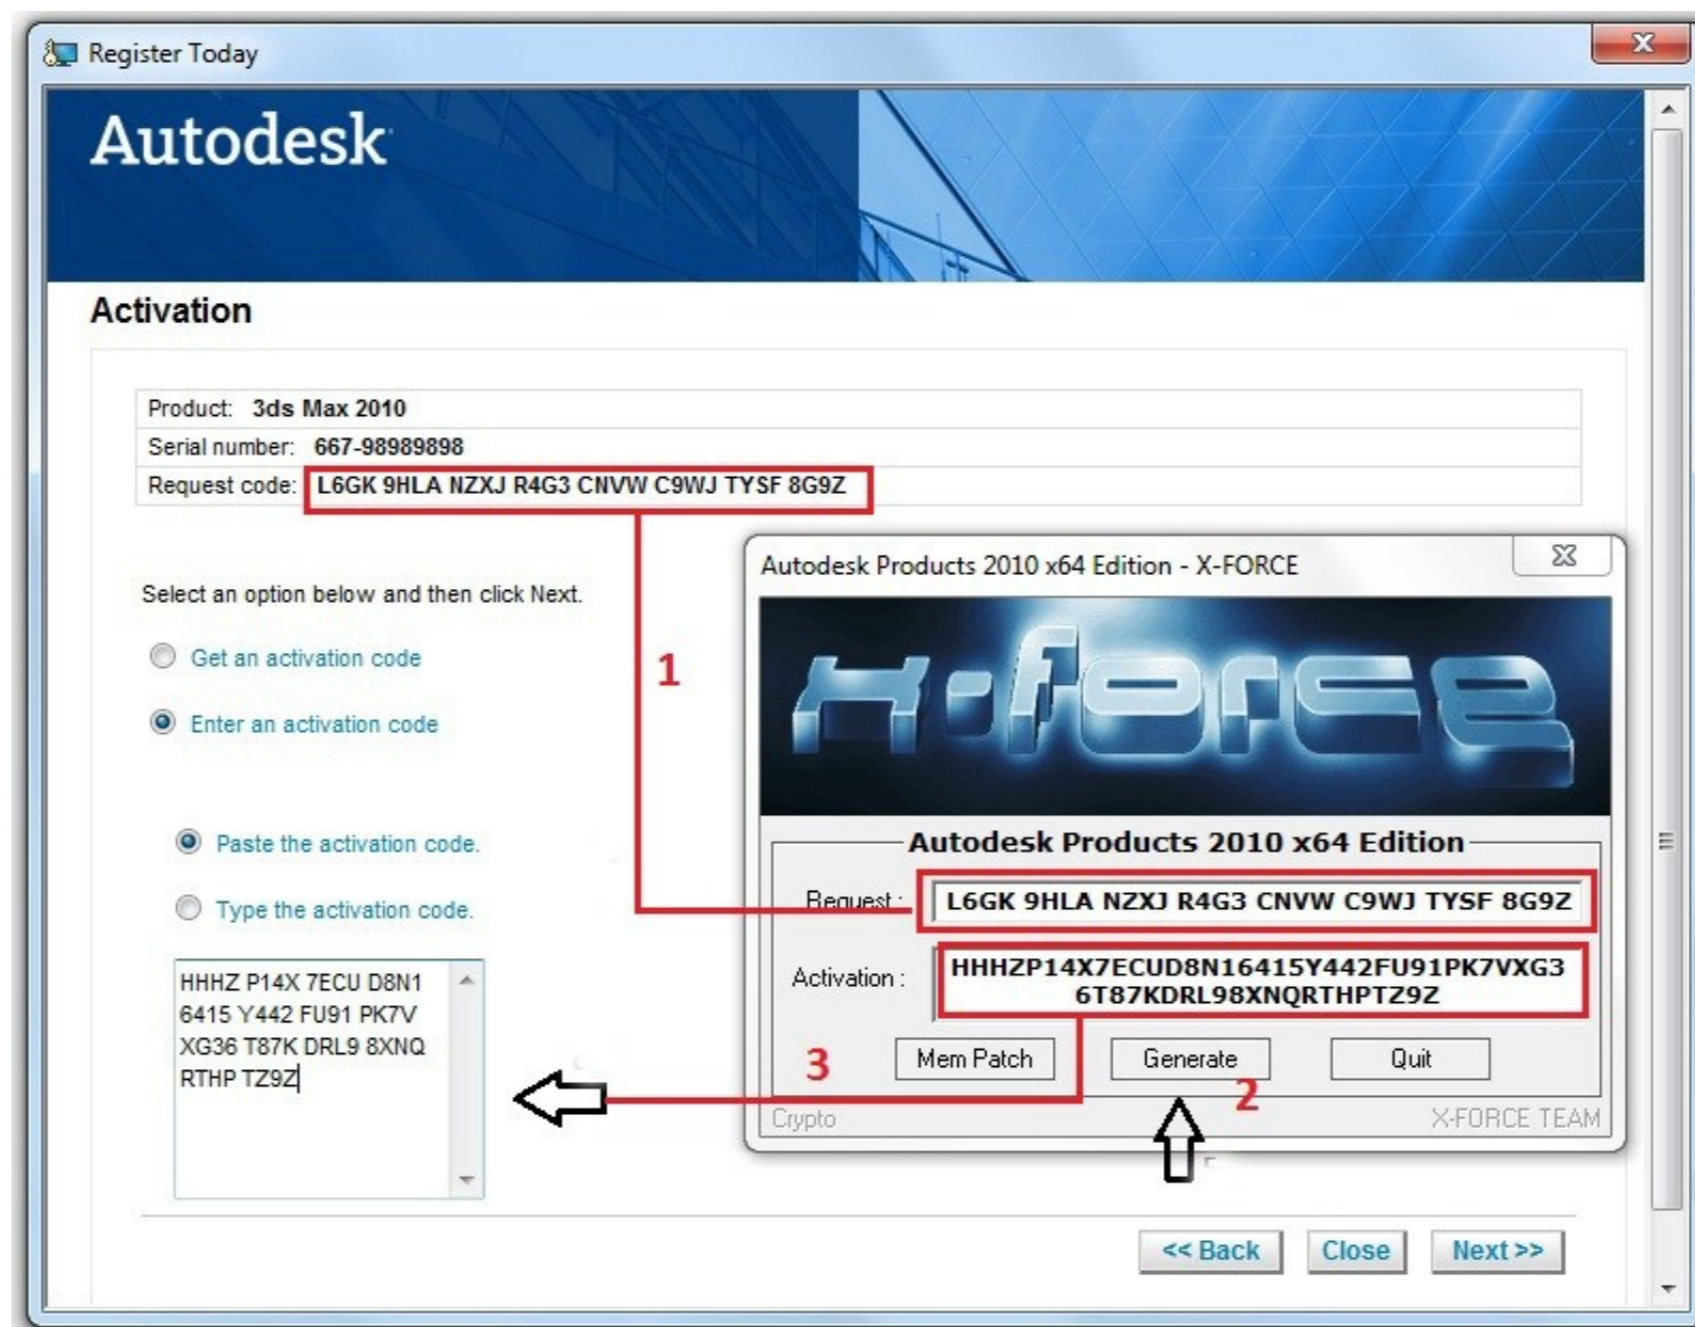 Register Today
Autodesk
Activation
Product: 3ds Max 2010
Serial number: 667-98989898
Request code: L6GK 9HLA NZXJ R4G3 CNVW C9WJ TYSF 8G9Z
Select an option below and then click Next.
Get an activation code
Enter an activation code
Paste the activation code.
Type the activation code.
HHHZ P14X 7ECU D8N1
6415 Y442 FU91 PK7V
XG36 T87K DRL9 8XNQ
RTHP TZ9Z
1
Autodesk Products 2010 x64 Edition - X-FORCE
X-force
Autodesk Products 2010 x64 Edition
Request : L6GK 9HLA NZXJ R4G3 CNVW C9WJ TYSF 8G9Z
Activation : HHHZP14X7ECUD8N16415Y442FU91PK7VXG3
6T87KDRL98XNQRTHPTZ9Z
3 Mem Patch Generate Quit
2
Crypto X-FORCE TEAM
<< Back Close Next >>